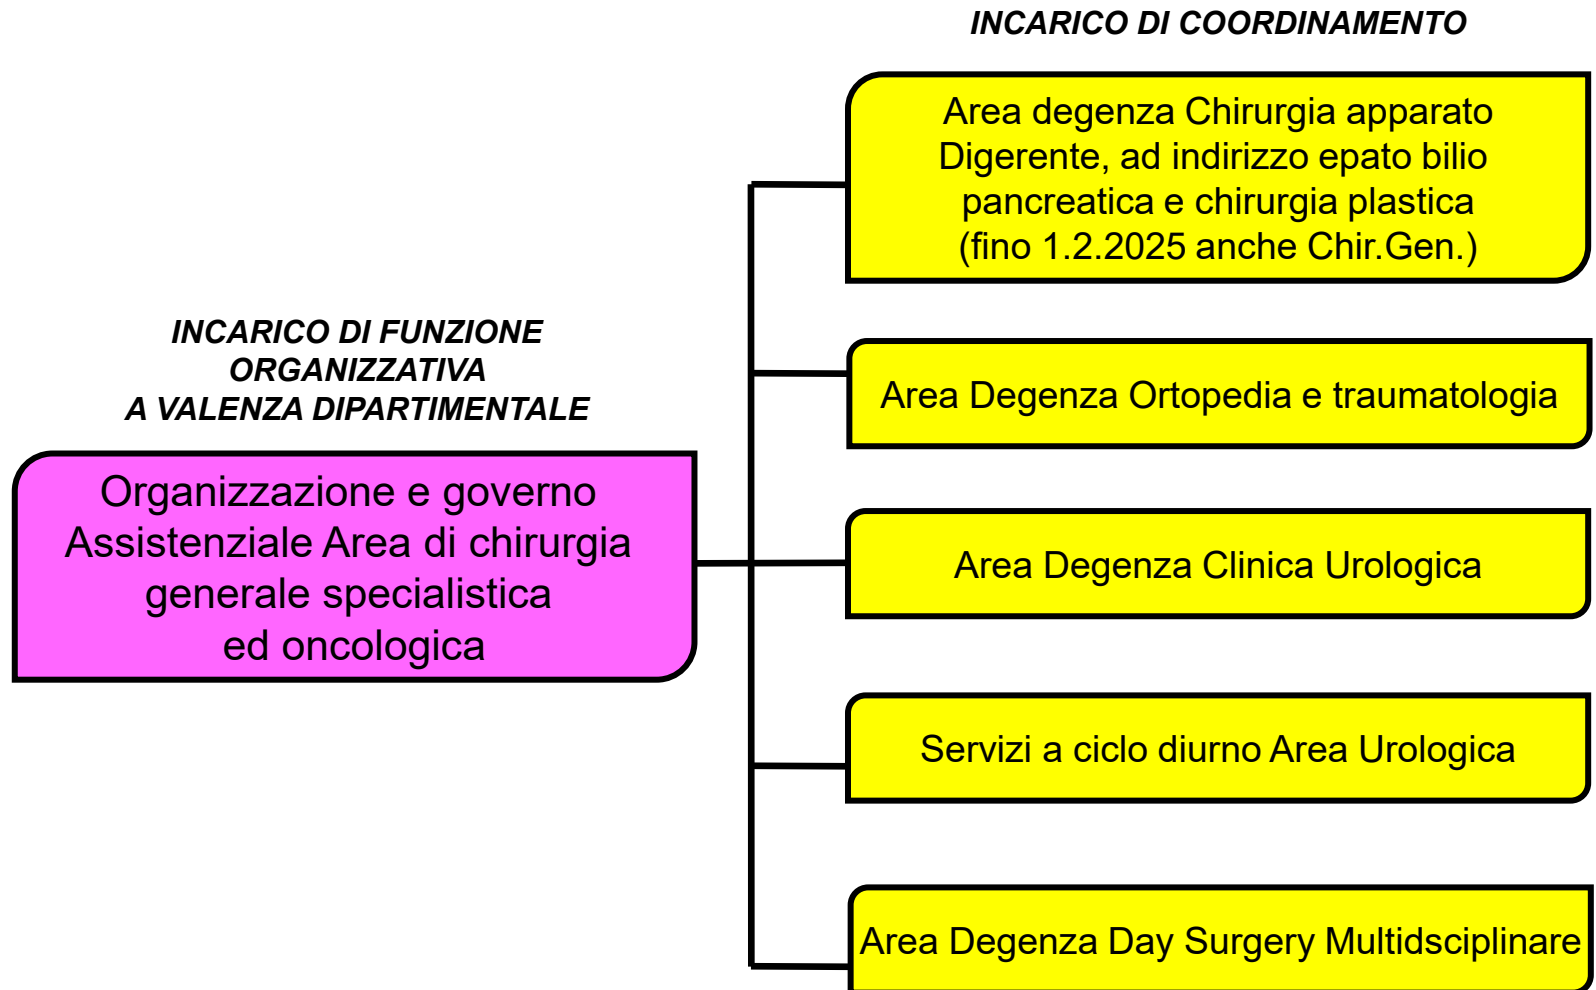 INCARICO DI COORDINAMENTO
Area degenza Chirurgia apparato
Digerente, ad indirizzo epato bilio
pancreatica e chirurgia plastica
(fino 1.2.2025 anche Chir.Gen.)
INCARICO DI FUNZIONE
ORGANIZZATIVA
A VALENZA DIPARTIMENTALE
Organizzazione e governo
Assistenziale Area di chirurgia
generale specialistica
ed oncologica
Area Degenza Ortopedia e traumatologia
Area Degenza Clinica Urologica
Servizi a ciclo diurno Area Urologica
Area Degenza Day Surgery Multidsciplinare